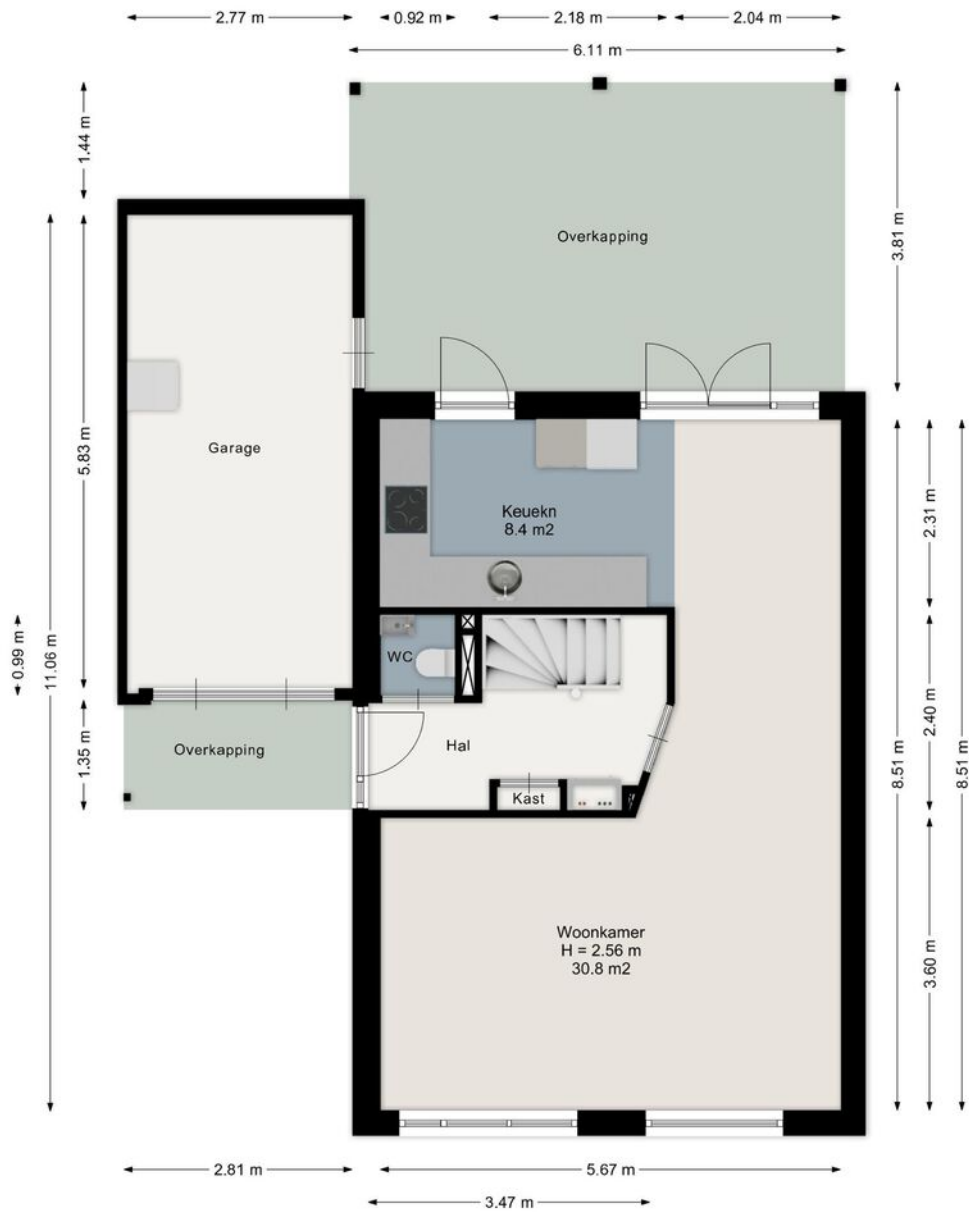 2.77 m
0.92 m
2.18 m
2.04 m
6.11 m
1.44 m
3.81 m
Overkapping
Garage
5.83 m
11.06 m
0.99 m
Keuekn
8.4 m2
2.31 m
WC
2.40 m
8.51 m
8.51 m
Overkapping
1.35 m
Hal
Kast
Woonkamer
H = 2.56 m
30.8 m2
3.60 m
2.81 m
5.67 m
3.47 m